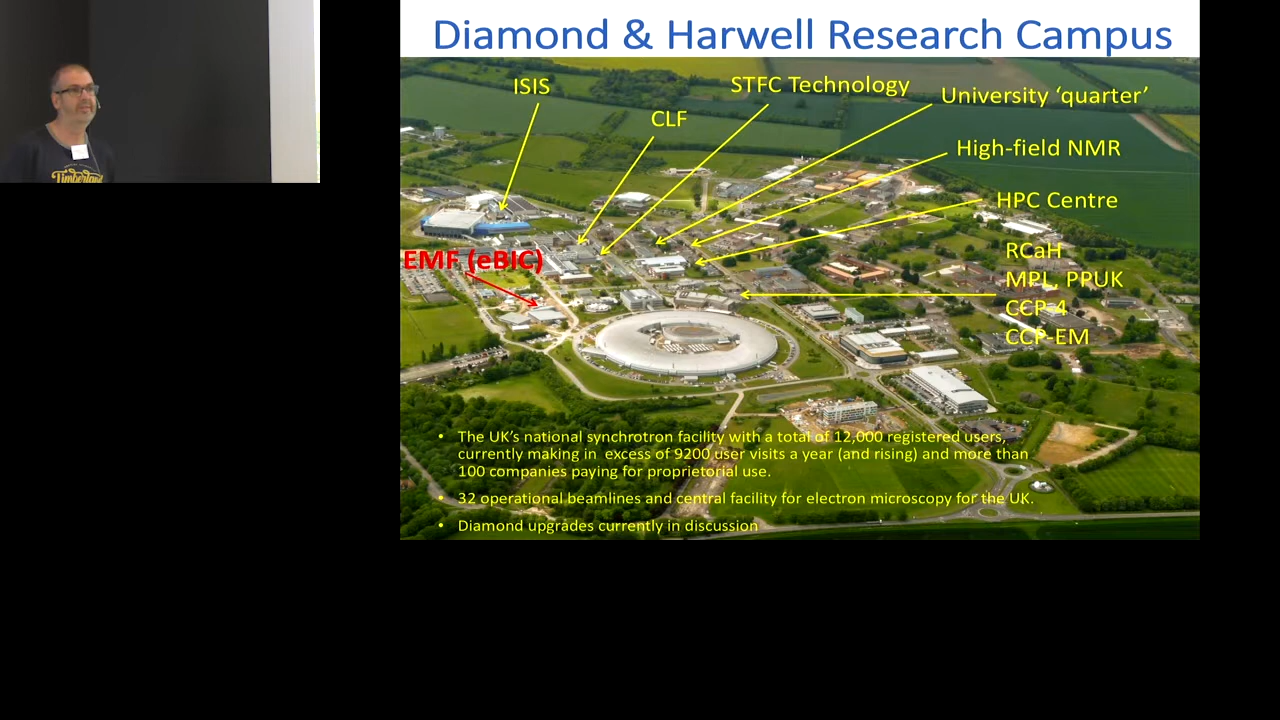 Diamond & Harwell Research Campus
ISIS
STFC Technology
University ‘quarter’
CLF
High-field NMR
HPC Centre
EMF (eBIC)
RCaH
MPL, PPUK
CCP-4
CCP-EM
Timberland
• The UK's national synchrotron facility with a total of 12,000 registered users,
currently making in excess of 9200 user visits a year (and rising) and more than
100 companies paying for proprietorial use.
• 32 operational beamlines and central facility for electron microscopy for the UK.
• Diamond upgrades currently in discussion